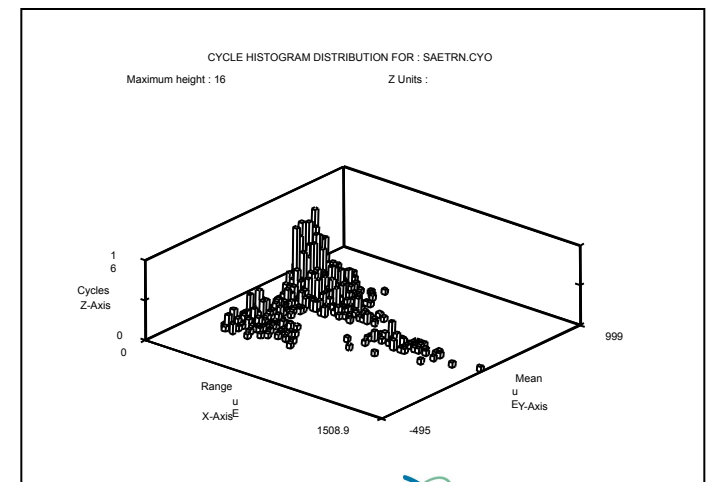 CYCLE HISTOGRAM DISTRIBUTION FOR : SAETRN.CYO
Maximum height : 16
Z Units :
1
6
Cycles
Z-Axis
0
0
999
Range
u
E
X-Axis
Mean
u
E
Y-Axis
1508.9
-495